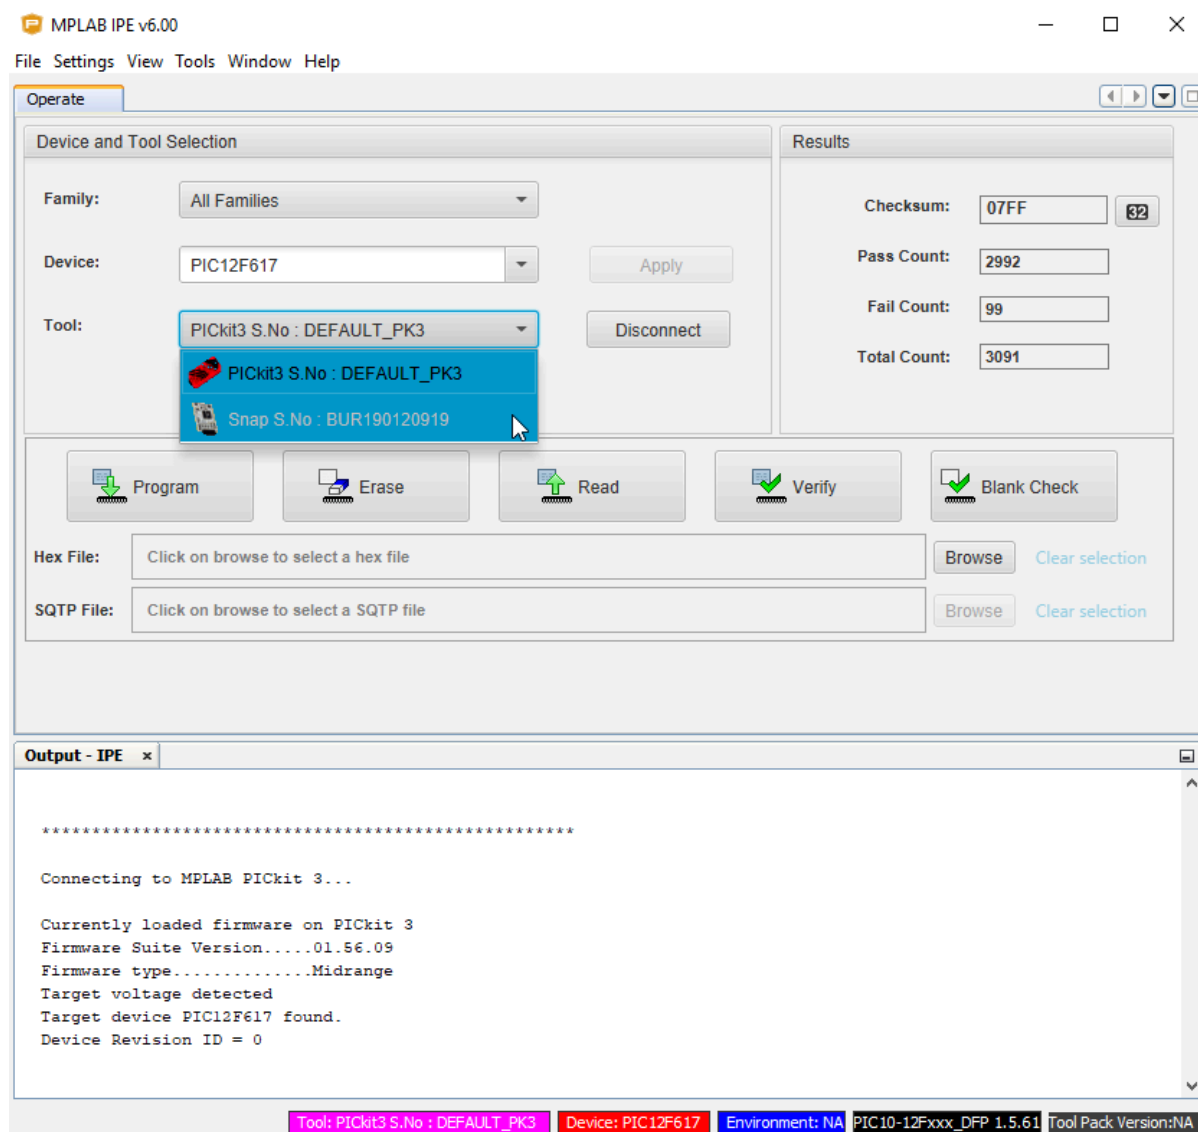 MPLAB IPE v6.00
File Settings View Tools Window Help
Operate
Device and Tool Selection
Family:
All Families
Device:
PIC12F617
Apply
Tool:
PICkit3 S.No : DEFAULT_PK3
Disconnect
PICkit3 S.No : DEFAULT_PK3
Snap S.No : BUR190120919
Results
Checksum:
07FF
32
Pass Count:
2992
Fail Count:
99
Total Count:
3091
Program
Erase
Read
Verify
Blank Check
Hex File:
Click on browse to select a hex file
Browse
Clear selection
SQTP File:
Click on browse to select a SQTP file
Browse
Clear selection
Output - IPE
*****************************************************
Connecting to MPLAB PICkit 3...
Currently loaded firmware on PICkit 3
Firmware Suite Version.....01.56.09
Firmware type..............Midrange
Target voltage detected
Target device PIC12F617 found.
Device Revision ID = 0
Tool: PICkit3 S.No : DEFAULT_PK3
Device: PIC12F617
Environment: NA
PIC10-12Fxxx_DFP 1.5.61
Tool Pack Version:NA